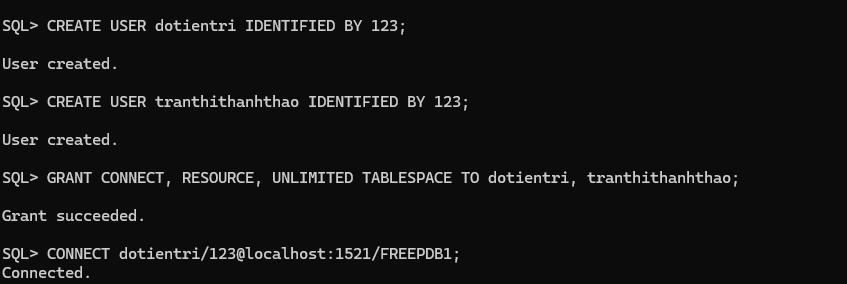 SQL> CREATE USER dotientri IDENTIFIED BY 123;
User created.
SQL> CREATE USER tranthithanhthao IDENTIFIED BY 123;
User created.
SQL> GRANT CONNECT, RESOURCE, UNLIMITED TABLESPACE TO dotientri, tranthithanhthao;
Grant succeeded.
SQL> CONNECT dotientri/123@localhost:1521/FREEPDB1;
Connected.